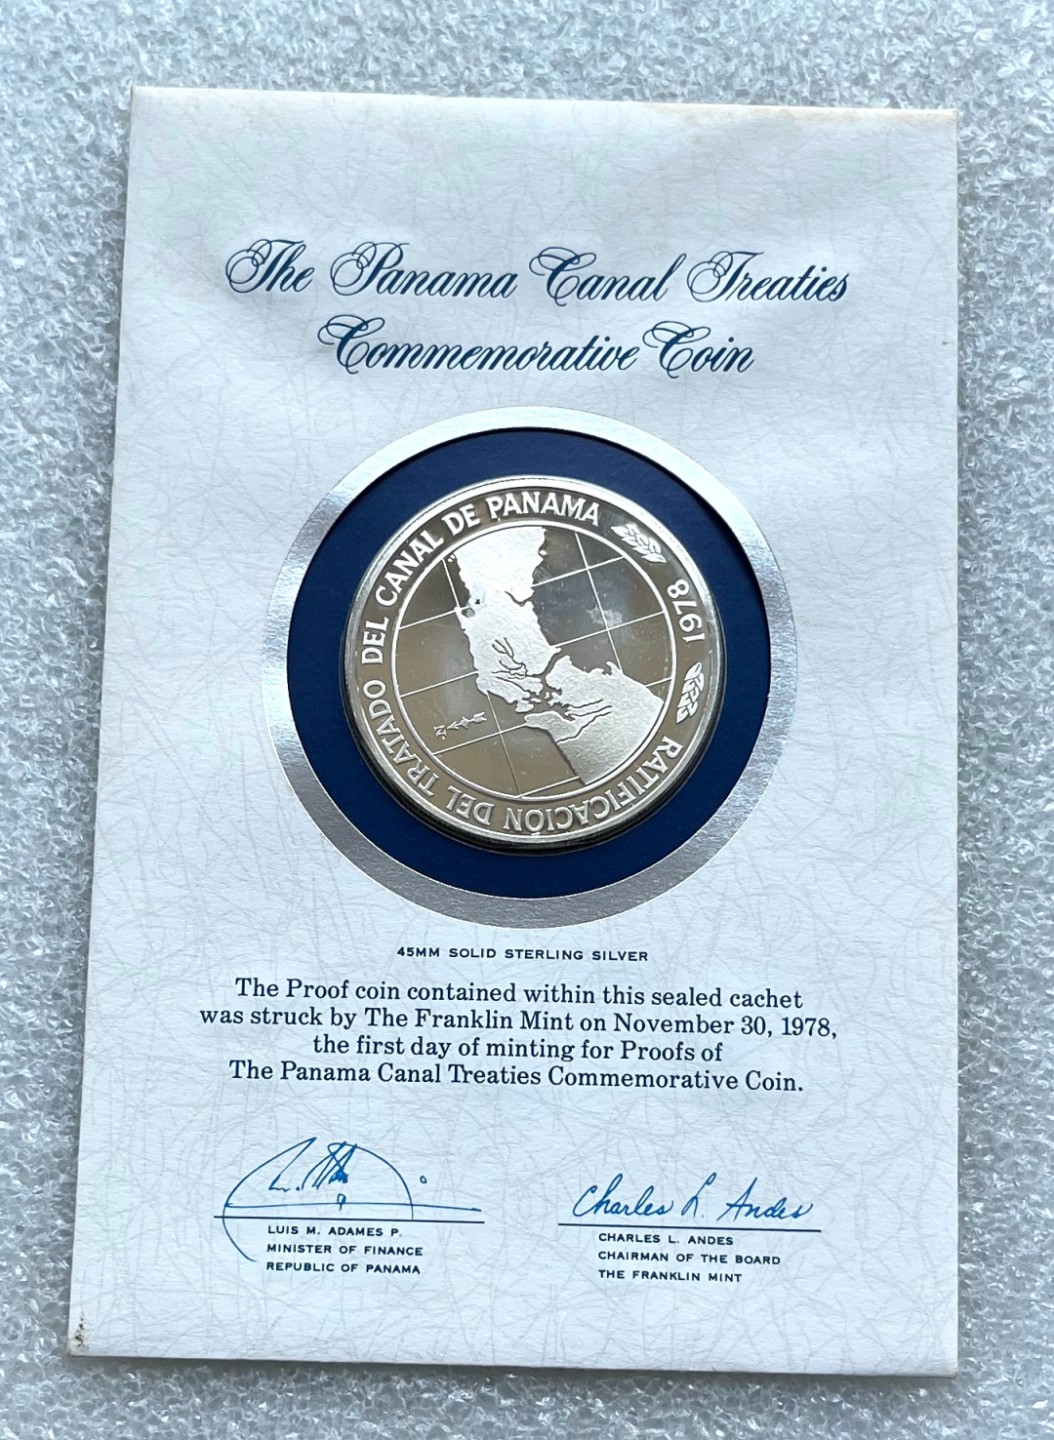 The Panama Canal Treaties
Commemorative Coin
RATIFICACION DEL TRATADO DEL CANAL DE PANAMA
1978
N
45MM SOLID STERLING SILVER
The Proof coin contained within this sealed cachet
was struck by The Franklin Mint on November 30, 1978,
the first day of minting for Proofs of
The Panama Canal Treaties Commemorative Coin.
Charles L. Andes
LUIS M. ADAMES P.
MINISTER OF FINANCE
REPUBLIC OF PANAMA
CHARLES L. ANDES
CHAIRMAN OF THE BOARD
THE FRANKLIN MINT